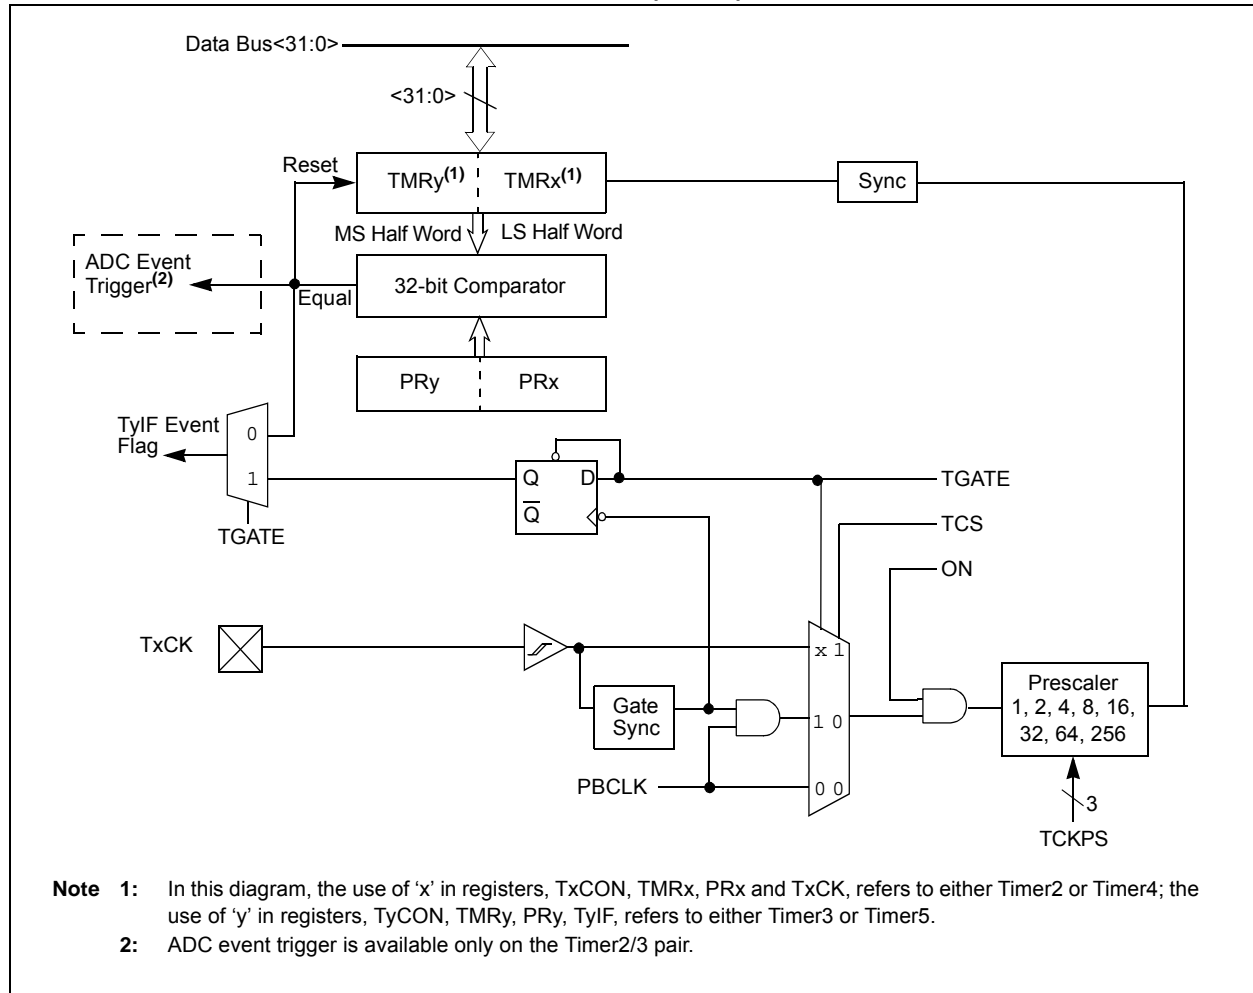 Data Bus<31:0>
<31:0>
Reset
TMRy(1)
TMRx(1)
Sync
MS Half Word
LS Half Word
ADC Event
Trigger(2)
Equal
32-bit Comparator
PRy
PRx
TyIF Event
Flag
0
1
TGATE
Q
D
Q
TGATE
TCS
ON
TxCK
x 1
Gate
Sync
1 0
PBCLK
0 0
Prescaler
1, 2, 4, 8, 16,
32, 64, 256
3
TCKPS
Note 1: In this diagram, the use of ‘x’ in registers, TxCON, TMRx, PRx and TxCK, refers to either Timer2 or Timer4; the
use of ‘y’ in registers, TyCON, TMRy, PRy, TyIF, refers to either Timer3 or Timer5.
2: ADC event trigger is available only on the Timer2/3 pair.